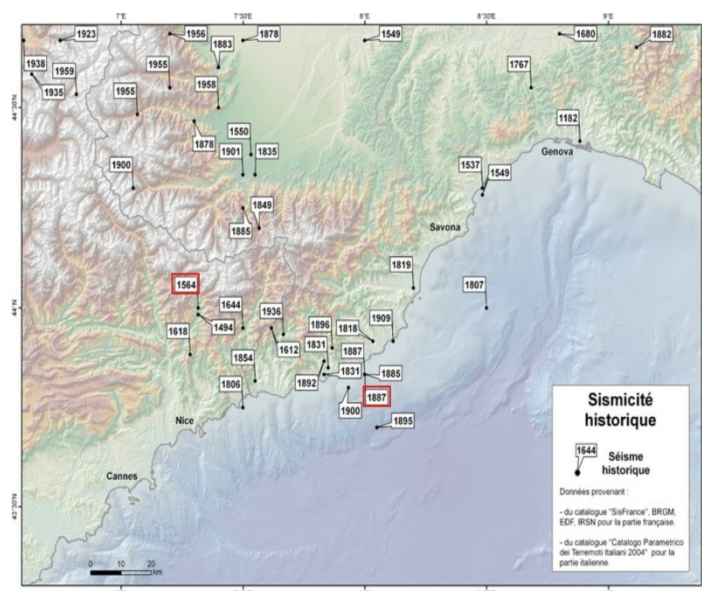 7°E 7°30'E 8°E 8°30'E 9°E
1923
1956
1878
1549
1680
1882
1883
1938
1959
1955
1767
1935
1958
44°30'N
1955
1182
1550
1878
1901
1835
Genova
1900
1537
1549
1849
1885
Savona
1819
1564
1807
1644
1936
1896
1818
1909
44°N
1494
1618
1831
1887
1612
1854
1831
1885
1892
1806
1887
1900
Nice
1895
Cannes
43°30'N
0 10 20
km
Sismicité
historique
1644
Séisme
historique
Données provenant :
- du catalogue "SisFrance", BRGM,
EDF, IRSN pour la partie française.
- du catalogue "Catalogo Parametrico
dei Terremoti Italiani 2004" pour la
partie italienne.